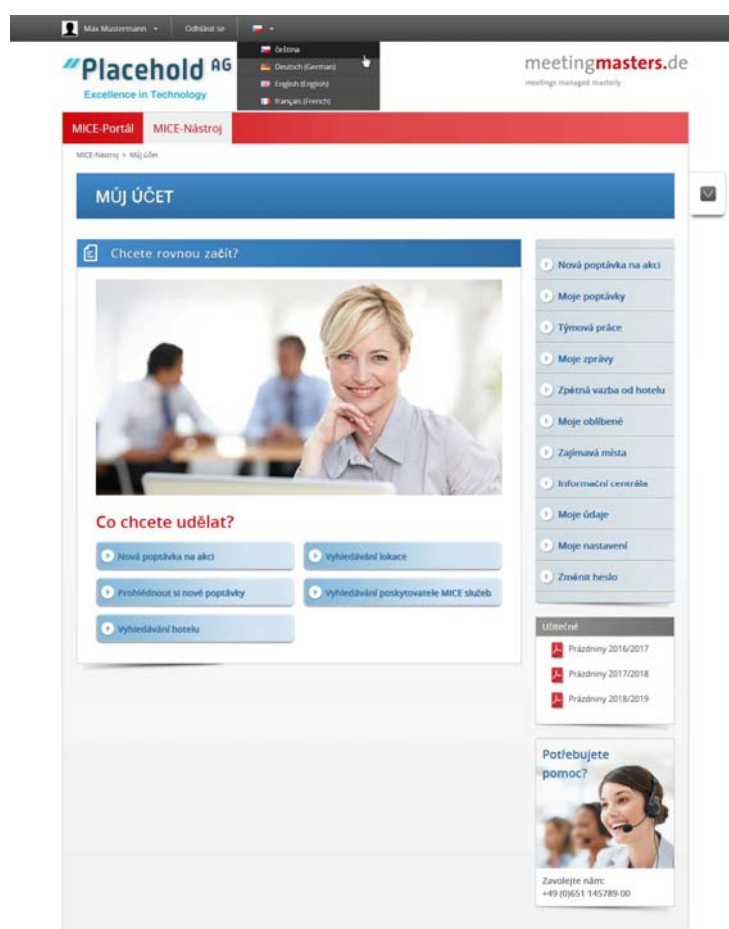 Max Mustermann
Odhlásit se
čeština
Deutsch (German)
English (English)
français (French)
Placehold AG
Excellence in Technology
meetingmasters.de
meetings managed masterly
MICE-Portál
MICE-Nástroj
MICE-Nástroj > Můj účet
MŮJ ÚČET
Chcete rovnou začít?
Co chcete udělat?
Nová poptávka na akci
Vyhledávání lokace
Prohlédnout si nové poptávky
Vyhledávání poskytovatele MICE služeb
Vyhledávání hotelu
Nová poptávka na akci
Moje poptávky
Týmová práce
Moje zprávy
Zpětná vazba od hotelu
Moje oblíbené
Zajímavá místa
Informační centrála
Moje údaje
Moje nastavení
Změnit heslo
Užitečné
Prázdniny 2016/2017
Prázdniny 2017/2018
Prázdniny 2018/2019
Potřebujete
pomoc?
Zavolejte nám:
+49 (0)651 145789-00